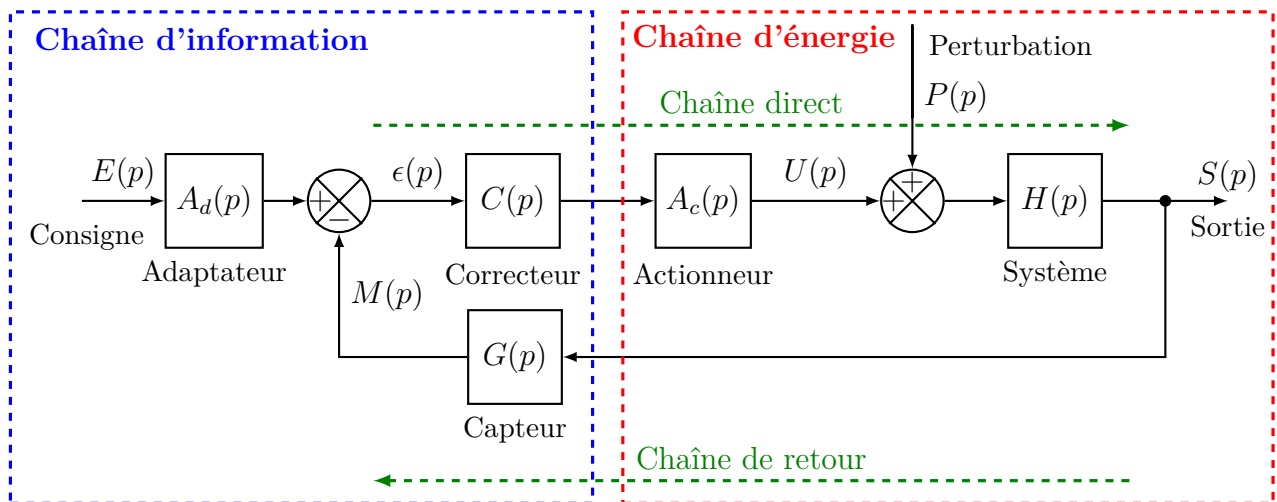 Chaîne d'information
Chaîne d'énergie
Perturbation
P(p)
Chaîne direct
E(p)
Consigne
A_d(p)
Adaptateur
+
−
ϵ(p)
C(p)
Correcteur
A_c(p)
Actionneur
U(p)
+
+
H(p)
Système
S(p)
Sortie
M(p)
G(p)
Capteur
Chaîne de retour